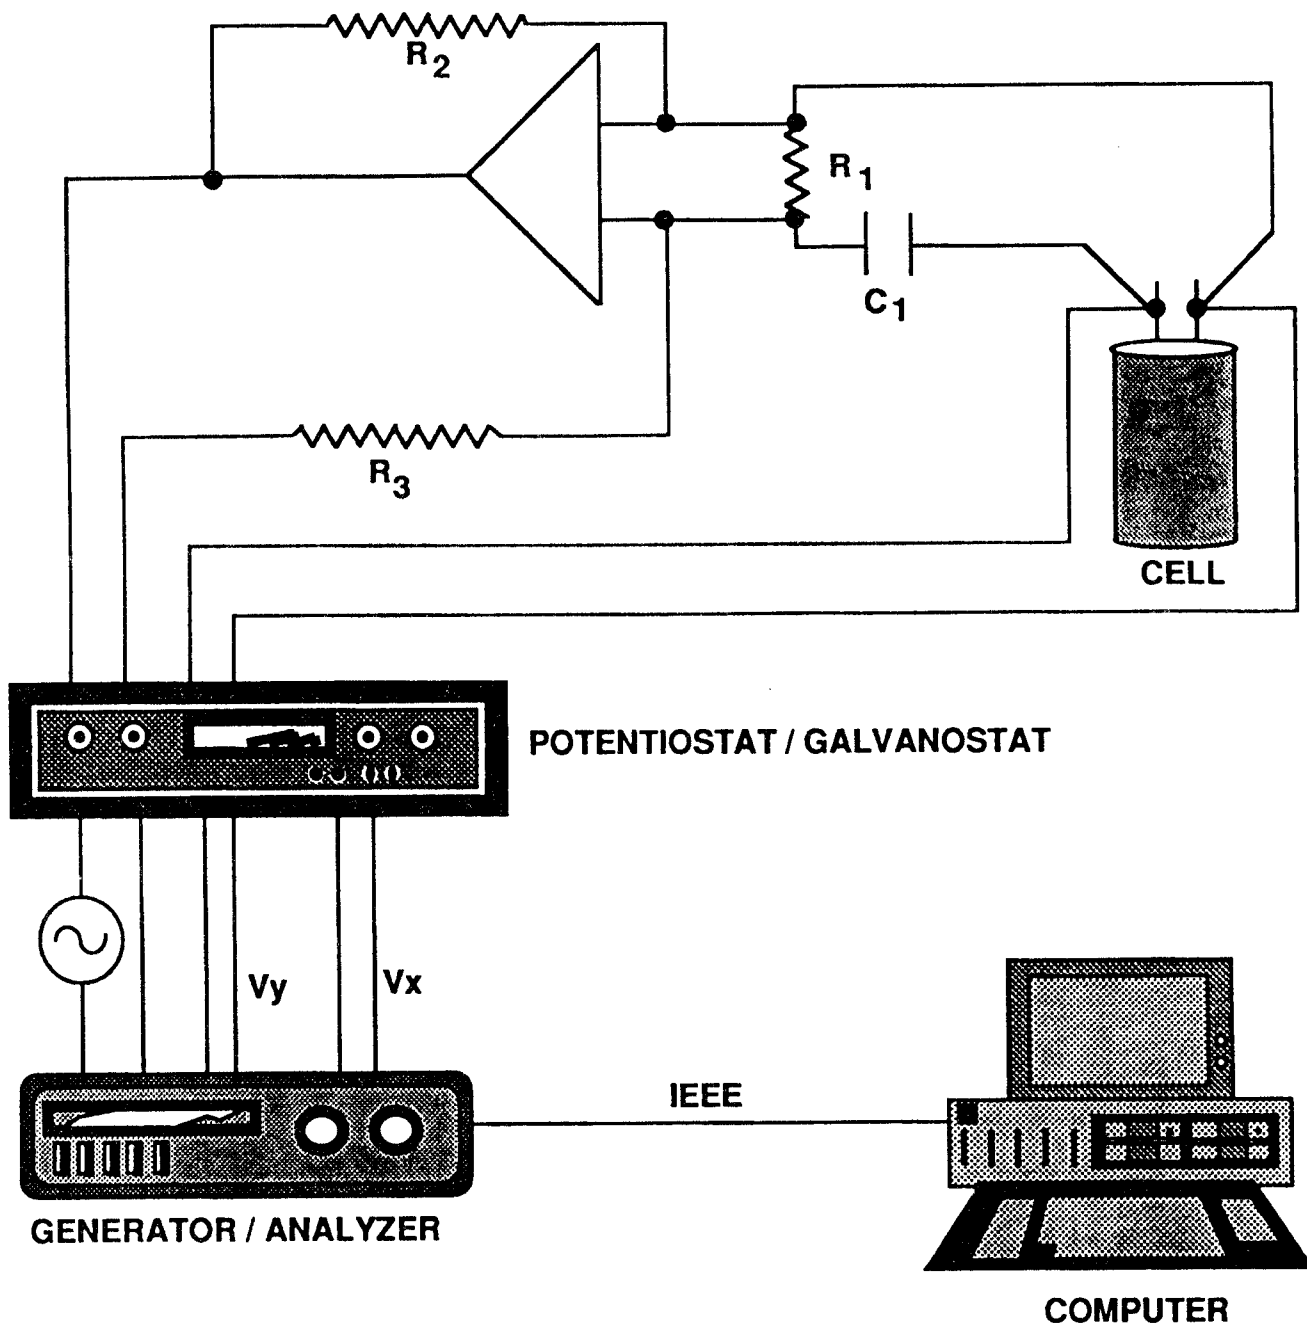 R2
R1
C1
R3
CELL
POTENTIOSTAT / GALVANOSTAT
Vy
Vx
IEEE
GENERATOR / ANALYZER
COMPUTER